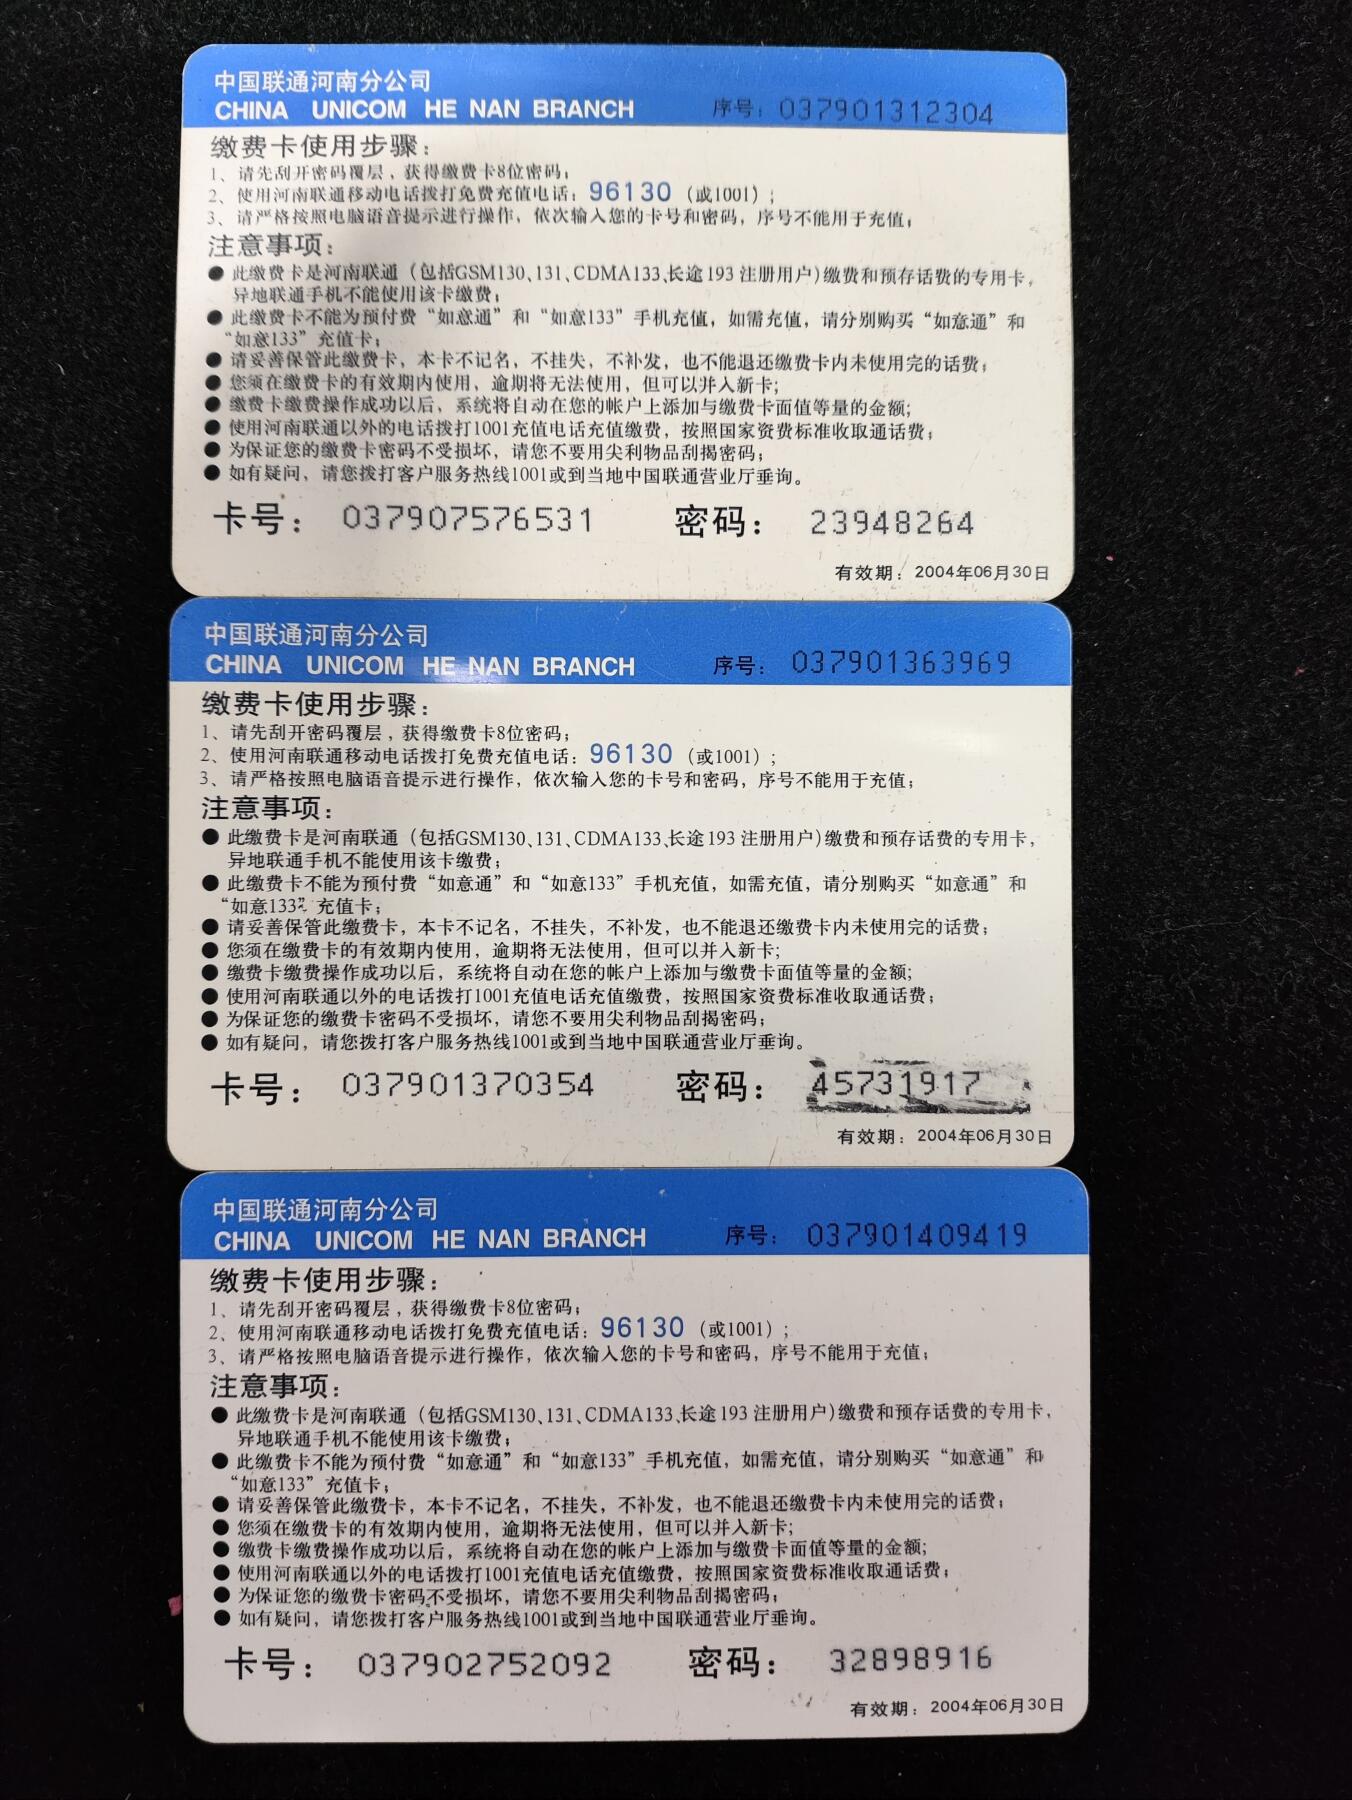 中国联通河南分公司
CHINA UNICOM HE NAN BRANCH 序号: 037901312304
缴费卡使用步骤:
1、请先刮开密码覆层,获得缴费卡8位密码;
2、使用河南联通移动电话拨打免费充值电话: 96130 (或1001);
3、请严格按照电脑语音提示进行操作,依次输入您的卡号和密码,序号不能用于充值;
注意事项:
●此缴费卡是河南联通(包括GSM130、131、CDMA133、长途193注册用户)缴费和预存话费的专用卡,
异地联通手机不能使用该卡缴费;
●此缴费卡不能为预付费“如意通”和“如意133”手机充值,如需充值,请分别购买“如意通”和
“如意133”充值卡;
●请妥善保管此缴费卡,本卡不记名,不挂失,不补发,也不能退还缴费卡内未使用完的话费;
●您须在缴费卡的有效期内使用,逾期将无法使用,但可以并入新卡;
●缴费卡缴费操作成功以后,系统将自动在您的帐户上添加与缴费卡面值等量的金额;
●使用河南联通以外的电话拨打1001充值电话充值缴费,按照国家资费标准收取通话费;
●为保证您的缴费卡密码不受损坏,请您不要用尖利物品刮揭密码;
●如有疑问,请您拨打客户服务热线1001或到当地中国联通营业厅垂询。
卡号: 037907576531 密码: 23948264
有效期: 2004年06月30日
中国联通河南分公司
CHINA UNICOM HE NAN BRANCH 序号: 037901363969
缴费卡使用步骤:
1、请先刮开密码覆层,获得缴费卡8位密码;
2、使用河南联通移动电话拨打免费充值电话: 96130 (或1001);
3、请严格按照电脑语音提示进行操作,依次输入您的卡号和密码,序号不能用于充值;
注意事项:
●此缴费卡是河南联通(包括GSM130、131、CDMA133、长途193注册用户)缴费和预存话费的专用卡,
异地联通手机不能使用该卡缴费;
●此缴费卡不能为预付费“如意通”和“如意133”手机充值,如需充值,请分别购买“如意通”和
“如意133”充值卡;
●请妥善保管此缴费卡,本卡不记名,不挂失,不补发,也不能退还缴费卡内未使用完的话费;
●您须在缴费卡的有效期内使用,逾期将无法使用,但可以并入新卡;
●缴费卡缴费操作成功以后,系统将自动在您的帐户上添加与缴费卡面值等量的金额;
●使用河南联通以外的电话拨打1001充值电话充值缴费,按照国家资费标准收取通话费;
●为保证您的缴费卡密码不受损坏,请您不要用尖利物品刮揭密码;
●如有疑问,请您拨打客户服务热线1001或到当地中国联通营业厅垂询。
卡号: 037901370354 密码: 45731917
有效期: 2004年06月30日
中国联通河南分公司
CHINA UNICOM HE NAN BRANCH 序号: 037901409419
缴费卡使用步骤:
1、请先刮开密码覆层,获得缴费卡8位密码;
2、使用河南联通移动电话拨打免费充值电话: 96130 (或1001);
3、请严格按照电脑语音提示进行操作,依次输入您的卡号和密码,序号不能用于充值;
注意事项:
●此缴费卡是河南联通(包括GSM130、131、CDMA133、长途193注册用户)缴费和预存话费的专用卡,
异地联通手机不能使用该卡缴费;
●此缴费卡不能为预付费“如意通”和“如意133”手机充值,如需充值,请分别购买“如意通”和
“如意133”充值卡;
●请妥善保管此缴费卡,本卡不记名,不挂失,不补发,也不能退还缴费卡内未使用完的话费;
●您须在缴费卡的有效期内使用,逾期将无法使用,但可以并入新卡;
●缴费卡缴费操作成功以后,系统将自动在您的帐户上添加与缴费卡面值等量的金额;
●使用河南联通以外的电话拨打1001充值电话充值缴费,按照国家资费标准收取通话费;
●为保证您的缴费卡密码不受损坏,请您不要用尖利物品刮揭密码;
●如有疑问,请您拨打客户服务热线1001或到当地中国联通营业厅垂询。
卡号: 037902752092 密码: 32898916
有效期: 2004年06月30日